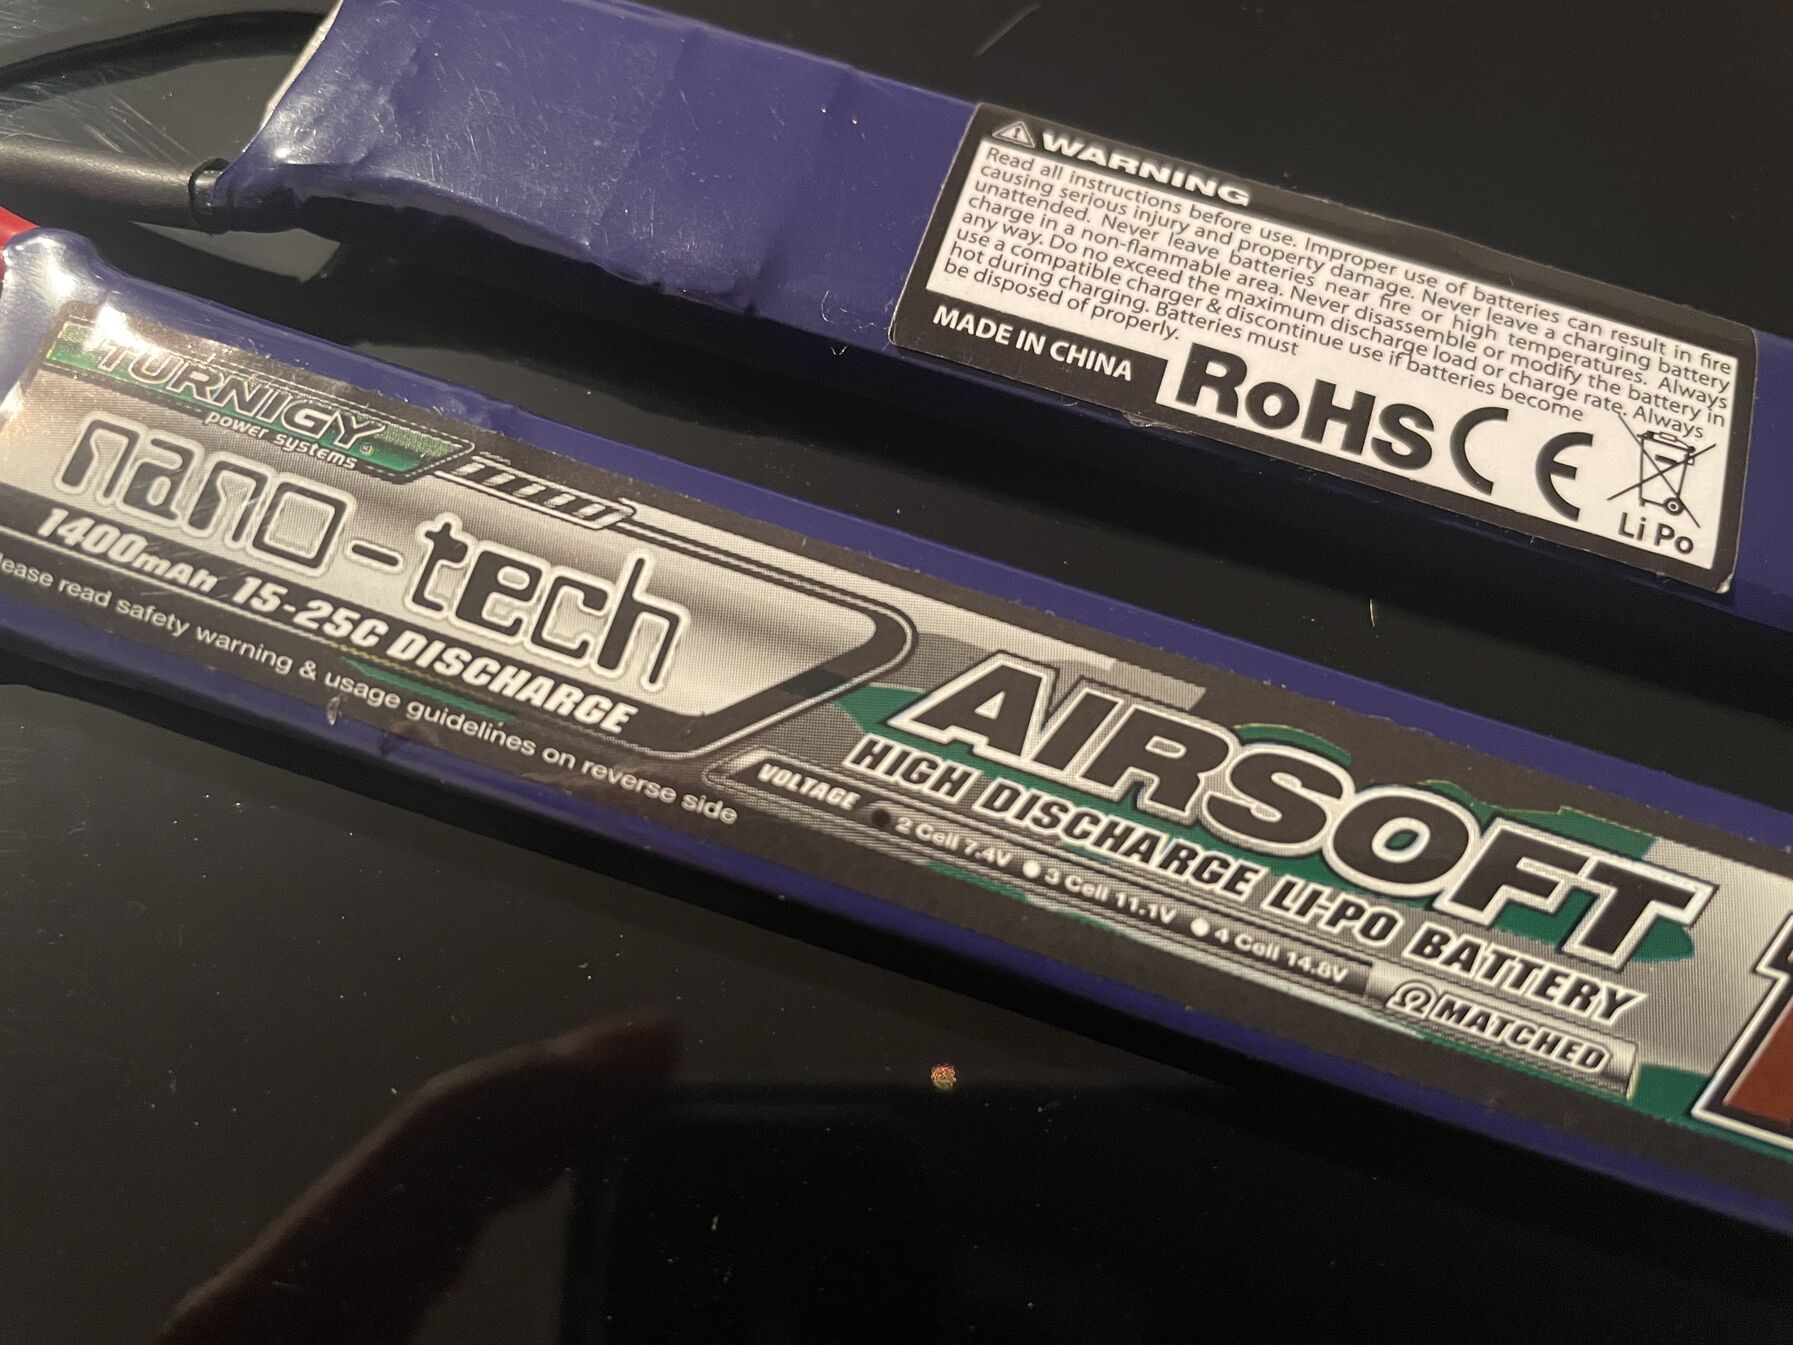 WARNING
Read all instructions before use. Improper use of batteries can result in fire
causing serious injury and property damage. Never leave a charging battery
unattended. Never leave batteries near fire or high temperatures. Always
charge in a non-flammable area. Never disassemble or modify the battery in
any way. Do no exceed the maximum discharge load or charge rate. Always
use a compatible charger & discontinue use if batteries become
hot during charging. Batteries must
be disposed of properly.
MADE IN CHINA
RoHS CE
Li Po
TURNIGY®
power systems
nano-tech
1400mAH 15-25C DISCHARGE
lease read safety warning & usage guidelines on reverse side
AIRSOFT
HIGH DISCHARGE LI-PO BATTERY
VOLTAGE 2 Cell 7.4V 3 Cell 11.1V 4 Cell 14.8V
Ω MATCHED